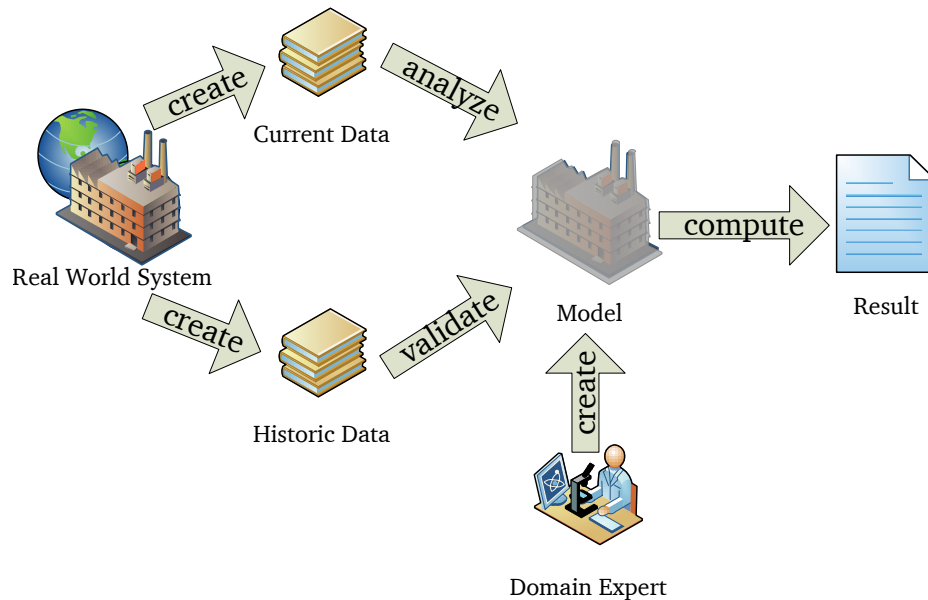 create
analyze
Current Data
Real World System
compute
create
validate
Model
Result
Historic Data
create
Domain Expert